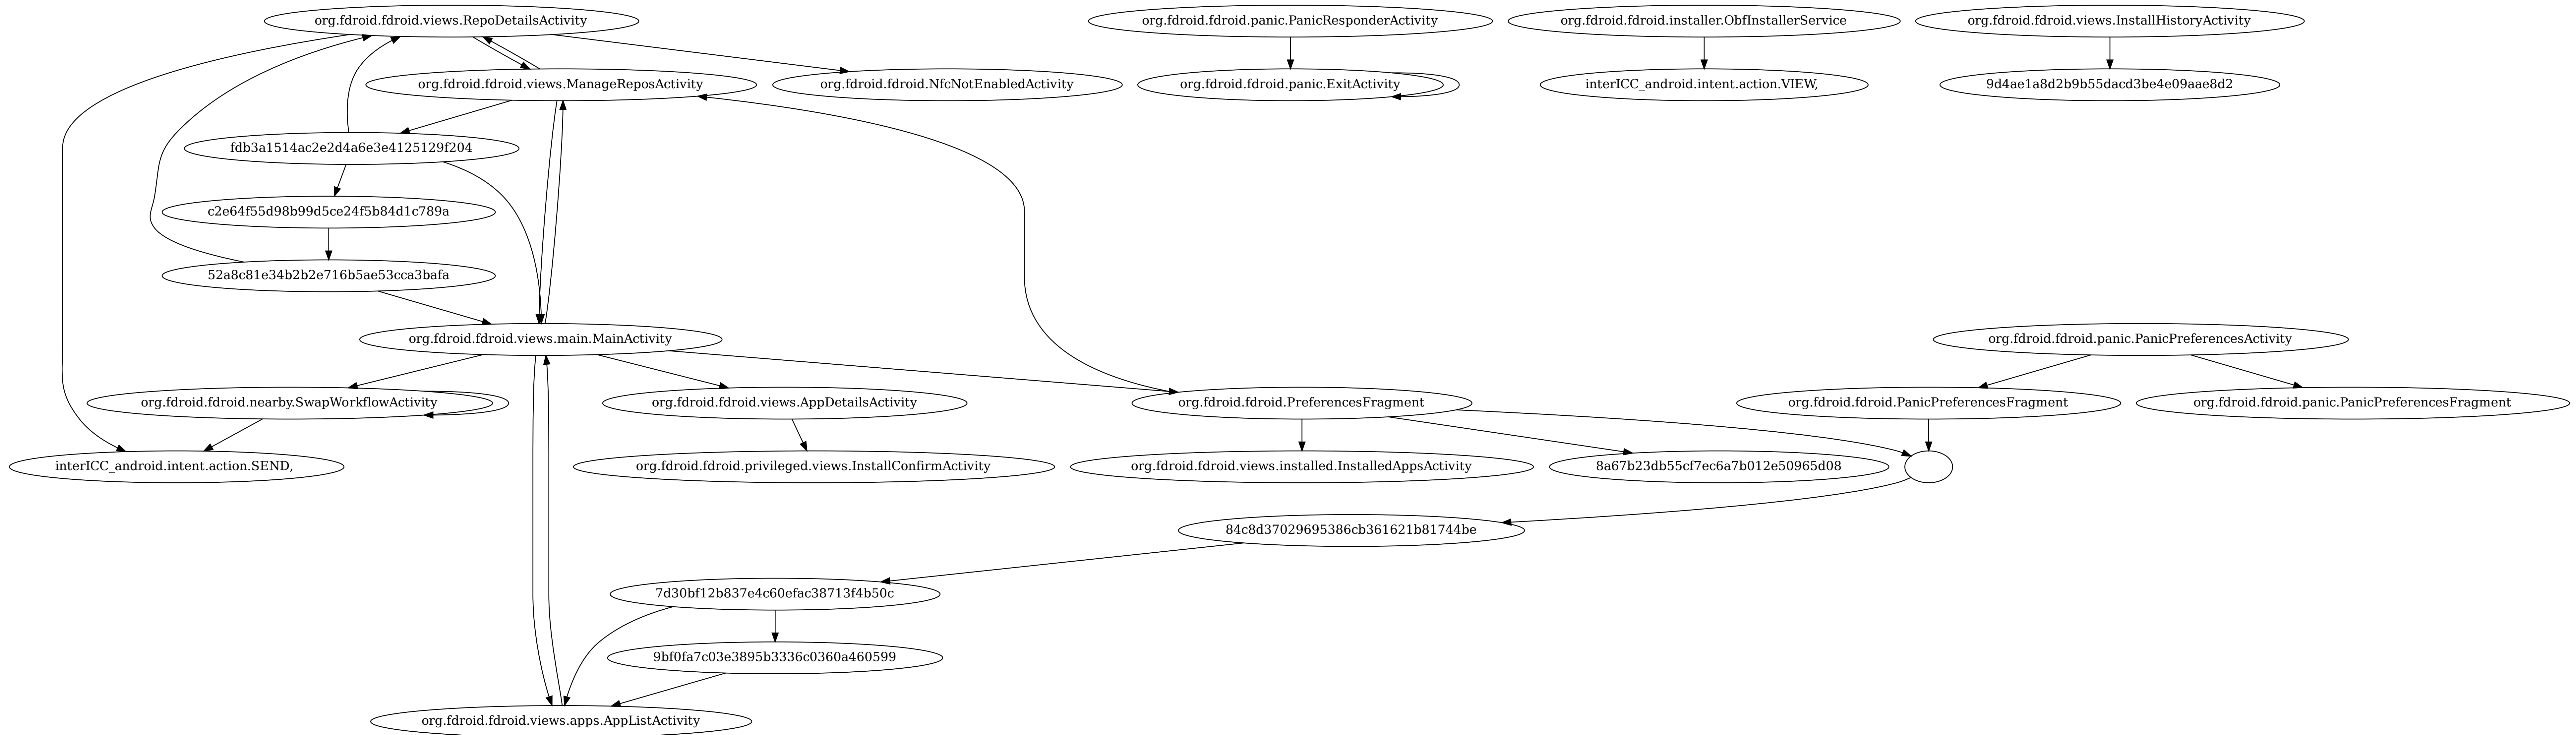 org.fdroid.fdroid.views.RepoDetailsActivity
org.fdroid.fdroid.panic.PanicResponderActivity
org.fdroid.fdroid.installer.ObfInstallerService
org.fdroid.fdroid.views.InstallHistoryActivity
org.fdroid.fdroid.views.ManageReposActivity
org.fdroid.fdroid.NfcNotEnabledActivity
org.fdroid.fdroid.panic.ExitActivity
interICC_android.intent.action.VIEW,
9d4ae1a8d2b9b55dacd3be4e09aae8d2
fdb3a1514ac2e2d4a6e3e4125129f204
c2e64f55d98b99d5ce24f5b84d1c789a
52a8c81e34b2b2e716b5ae53cca3bafa
org.fdroid.fdroid.views.main.MainActivity
org.fdroid.fdroid.panic.PanicPreferencesActivity
org.fdroid.fdroid.nearby.SwapWorkflowActivity
org.fdroid.fdroid.views.AppDetailsActivity
org.fdroid.fdroid.PreferencesFragment
org.fdroid.fdroid.PanicPreferencesFragment
org.fdroid.fdroid.panic.PanicPreferencesFragment
interICC_android.intent.action.SEND,
org.fdroid.fdroid.privileged.views.InstallConfirmActivity
org.fdroid.fdroid.views.installed.InstalledAppsActivity
8a67b23db55cf7ec6a7b012e50965d08
84c8d37029695386cb361621b81744be
7d30bf12b837e4c60efac38713f4b50c
9bf0fa7c03e3895b3336c0360a460599
org.fdroid.fdroid.views.apps.AppListActivity